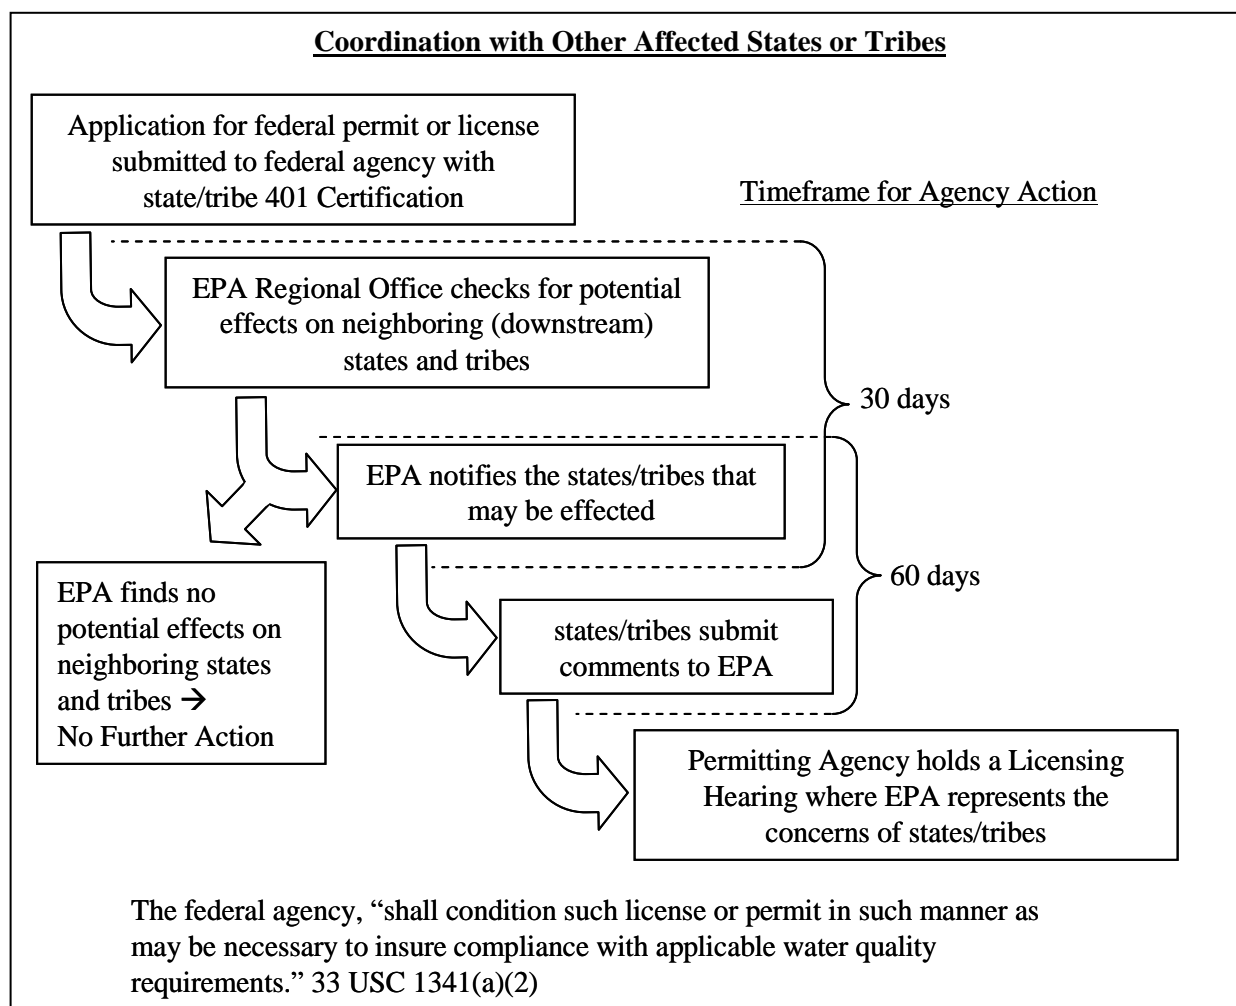 Coordination with Other Affected States or Tribes
Application for federal permit or license
submitted to federal agency with
state/tribe 401 Certification
Timeframe for Agency Action
EPA Regional Office checks for potential
effects on neighboring (downstream)
states and tribes
30 days
EPA notifies the states/tribes that
may be effected
60 days
EPA finds no
potential effects on
neighboring states
and tribes →
No Further Action
states/tribes submit
comments to EPA
Permitting Agency holds a Licensing
Hearing where EPA represents the
concerns of states/tribes
The federal agency, “shall condition such license or permit in such manner as
may be necessary to insure compliance with applicable water quality
requirements.” 33 USC 1341(a)(2)